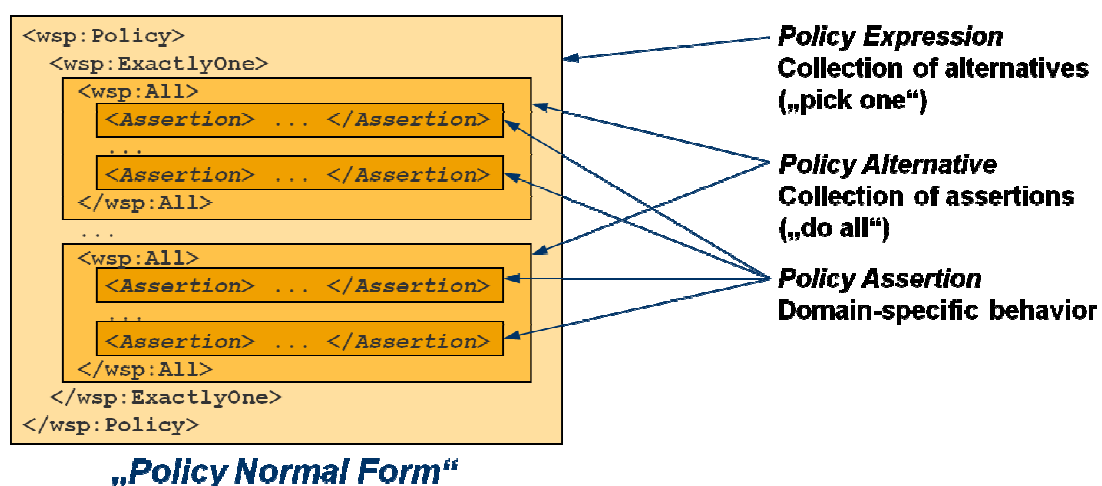 <wsp:Policy>
<wsp:ExactlyOne>
<wsp:All>
<Assertion> ... </Assertion>
...
<Assertion> ... </Assertion>
</wsp:All>
...
<wsp:All>
<Assertion> ... </Assertion>
...
<Assertion> ... </Assertion>
</wsp:All>
</wsp:ExactlyOne>
</wsp:Policy>
„Policy Normal Form“
Policy Expression
Collection of alternatives
(„pick one“)
Policy Alternative
Collection of assertions
(„do all“)
Policy Assertion
Domain-specific behavior